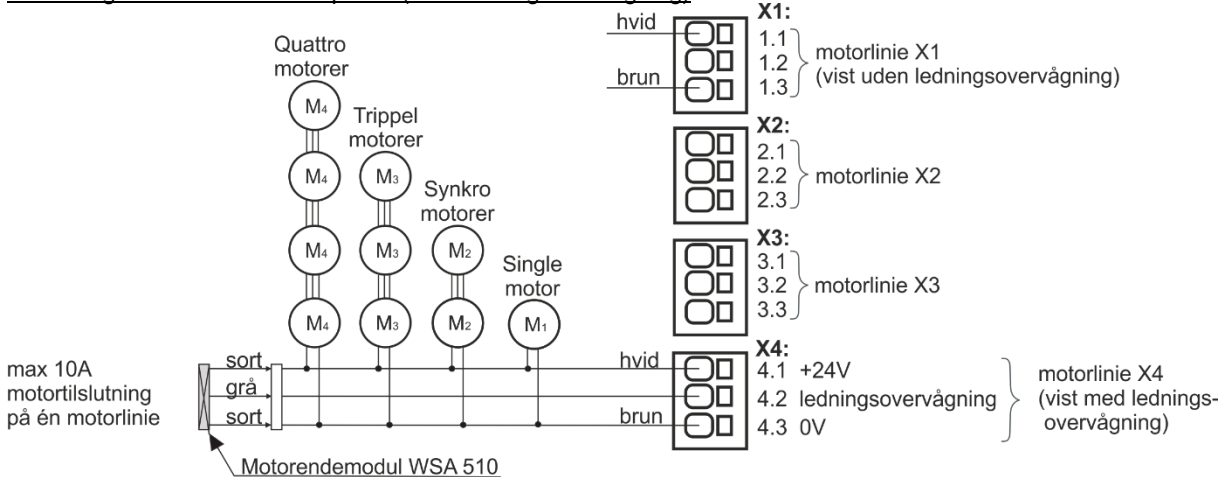 Quattro
motorer
M4
M4
M4
M4
Trippel
motorer
M3
M3
M3
Synkro
motorer
M2
M2
Single
motor
M1
hvid
brun
X1:
1.1
1.2
1.3
motorlinie X1
(vist uden ledningsovervågning)
X2:
2.1
2.2
2.3
motorlinie X2
X3:
3.1
3.2
3.3
motorlinie X3
max 10A
motortilslutning
på én motorlinie
sort
grå
sort
hvid
brun
X4:
4.1 +24V
4.2 ledningsovervågning
4.3 0V
motorlinie X4
(vist med lednings-
overvågning)
Motorendemodul WSA 510